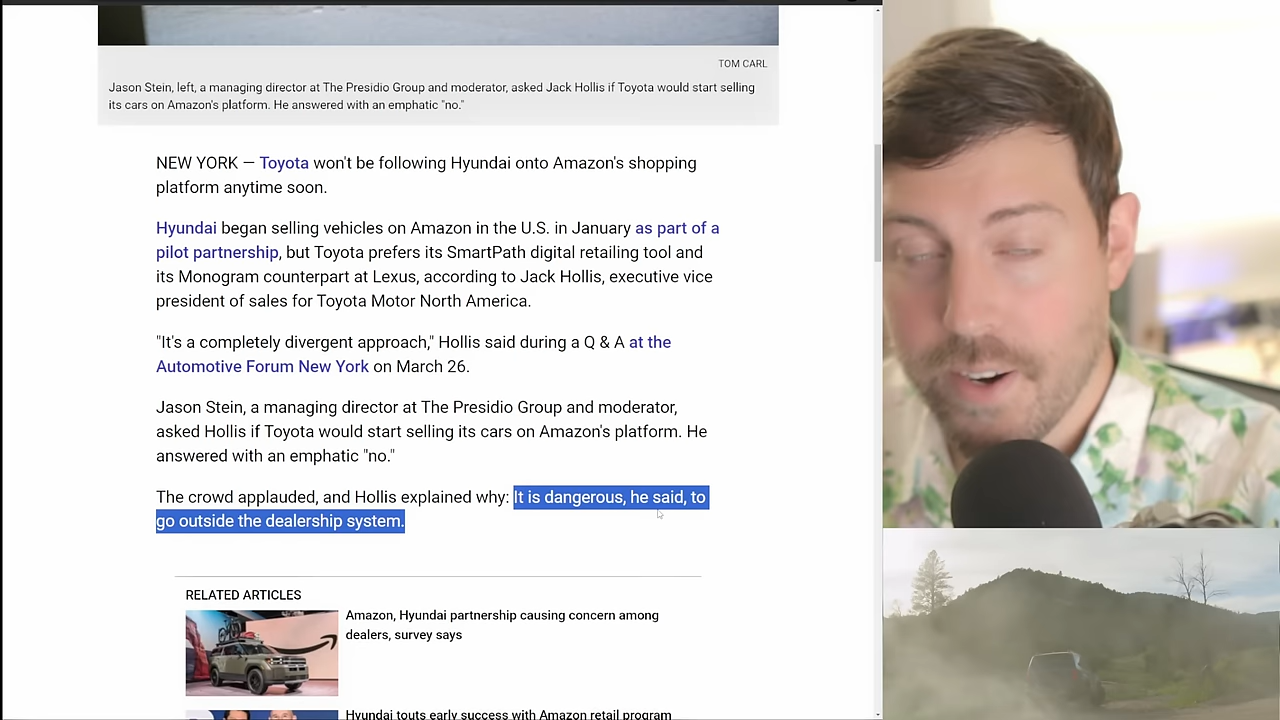 TOM CARL
Jason Stein, left, a managing director at The Presidio Group and moderator, asked Jack Hollis if Toyota would start selling
its cars on Amazon's platform. He answered with an emphatic "no."
NEW YORK — Toyota won't be following Hyundai onto Amazon's shopping
platform anytime soon.
Hyundai began selling vehicles on Amazon in the U.S. in January as part of a
pilot partnership, but Toyota prefers its SmartPath digital retailing tool and
its Monogram counterpart at Lexus, according to Jack Hollis, executive vice
president of sales for Toyota Motor North America.
"It's a completely divergent approach," Hollis said during a Q & A at the
Automotive Forum New York on March 26.
Jason Stein, a managing director at The Presidio Group and moderator,
asked Hollis if Toyota would start selling its cars on Amazon's platform. He
answered with an emphatic "no."
The crowd applauded, and Hollis explained why: It is dangerous, he said, to
go outside the dealership system.
RELATED ARTICLES
Amazon, Hyundai partnership causing concern among
dealers, survey says
Hyundai touts early success with Amazon retail program